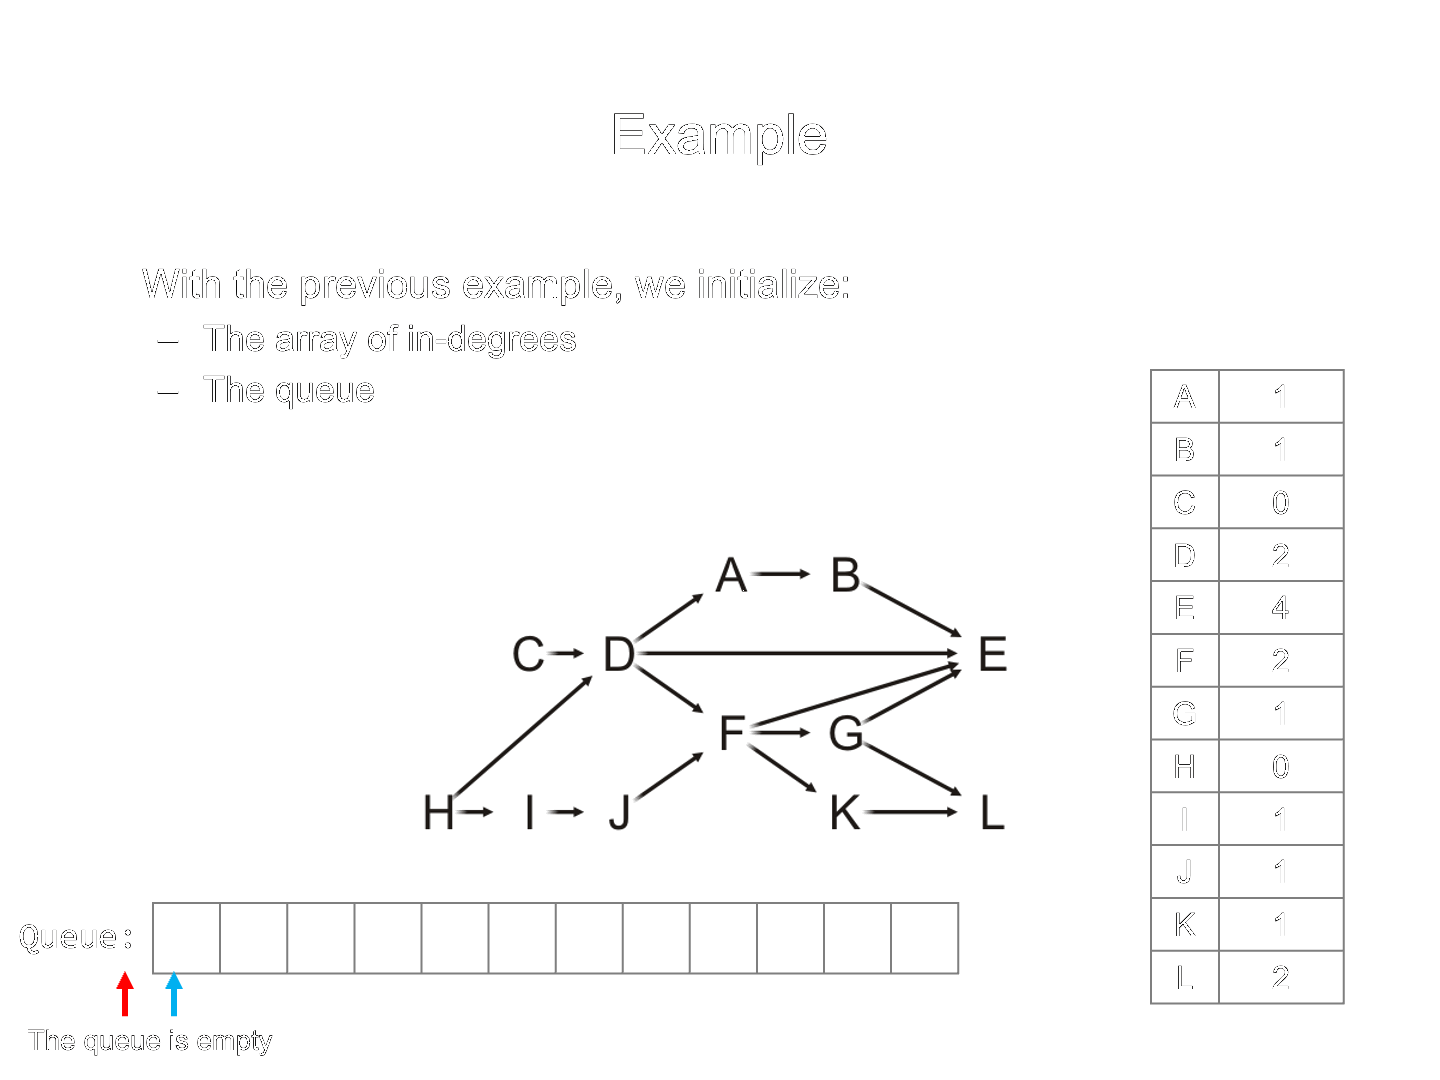 Example
With the previous example, we initialize:
– The array of in-degrees
– The queue
A 1
B 1
C 0
D 2
E 4
F 2
G 1
H 0
I 1
J 1
K 1
L 2
A B
C D E
F G
H I J K L
Queue:
The queue is empty